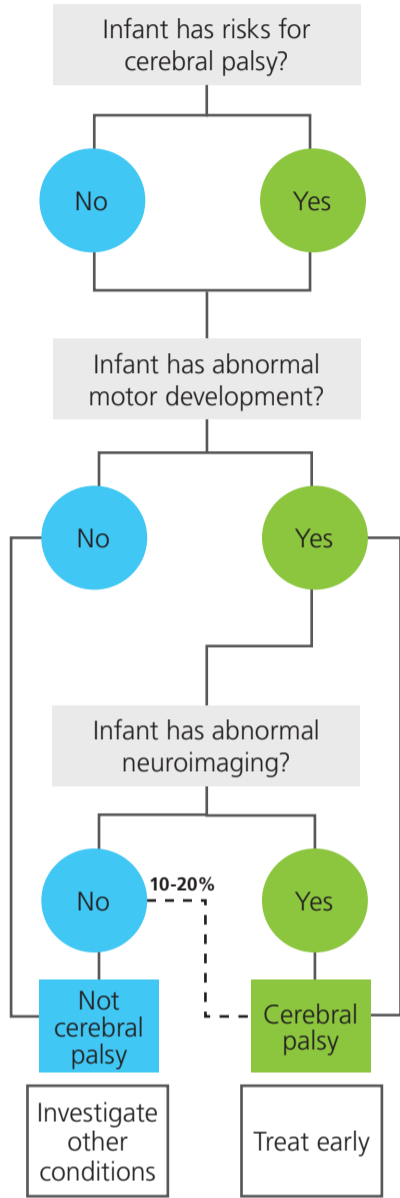 Infant has risks for
cerebral palsy?
No
Yes
Infant has abnormal
motor development?
No
Yes
Infant has abnormal
neuroimaging?
No
10-20%
Yes
Not
cerebral
palsy
Cerebral
palsy
Investigate
other
conditions
Treat early